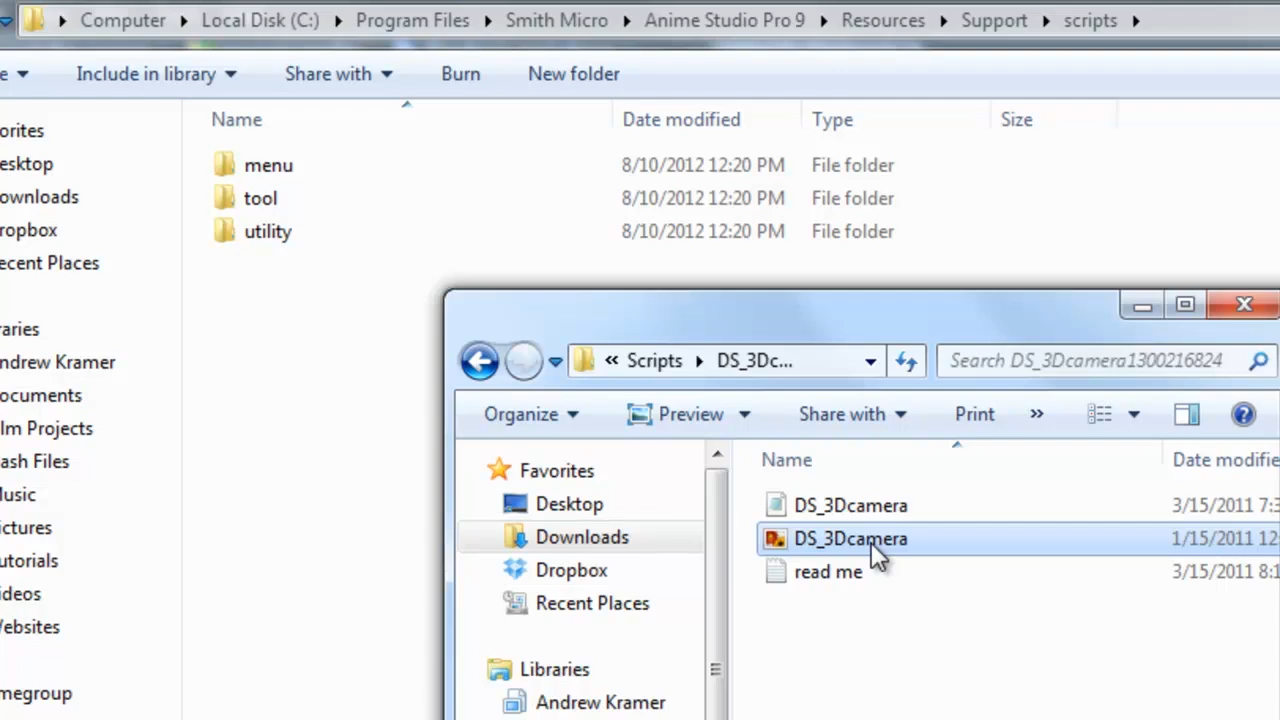 Computer Local Disk (C:) Program Files Smith Micro Anime Studio Pro 9 Resources Support scripts
e Include in library Share with Burn New folder
Name Date modified Type Size
menu 8/10/2012 12:20 PM File folder
tool 8/10/2012 12:20 PM File folder
utility 8/10/2012 12:20 PM File folder
orites
esktop
ownloads
ropbox
ecent Places
raries
ndrew Kramer
ocuments
lm Projects
ash Files
usic
ictures
utorials
ideos
ebsites
megroup
« Scripts DS_3Dc... Search DS_3Dcamera1300216824
Organize Preview Share with Print »
Favorites
Desktop
Downloads
Dropbox
Recent Places
Libraries
Andrew Kramer
Name Date modifie
DS_3Dcamera 3/15/2011 7:3
DS_3Dcamera 1/15/2011 12:
read me 3/15/2011 8:1